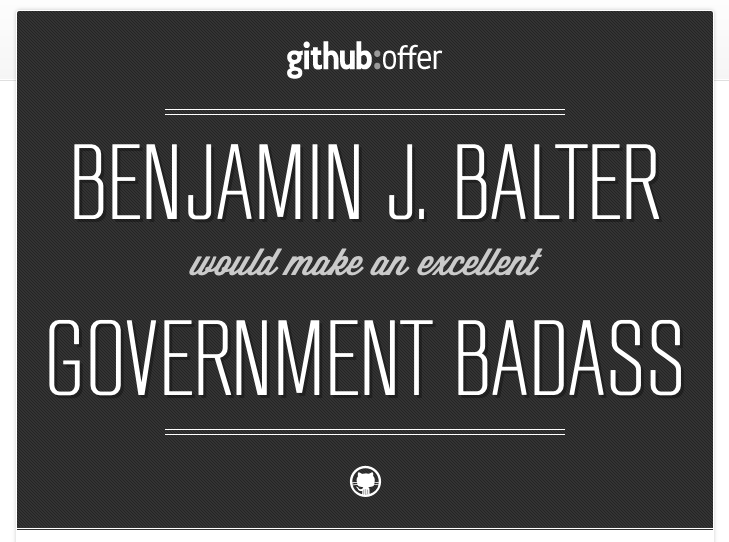 github:offer
BENJAMIN J. BALTER
would make an excellent
GOVERNMENT BADASS